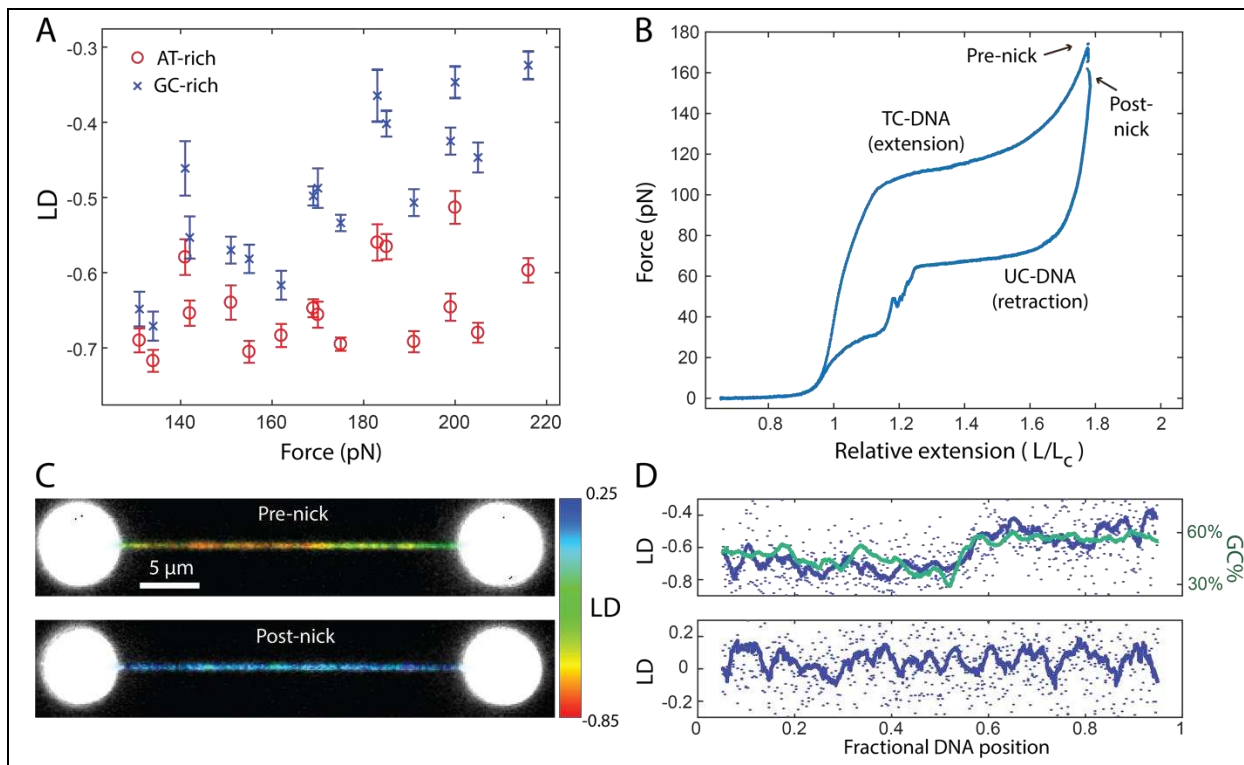 A
AT-rich
GC-rich
-0.3
-0.4
-0.5
-0.6
-0.7
LD
140
160
180
200
220
Force (pN)
B
180
160
140
120
100
80
60
40
20
0
Force (pN)
Pre-nick
Post-
nick
TC-DNA
(extension)
UC-DNA
(retraction)
0.8
1
1.2
1.4
1.6
1.8
2
Relative extension ( L/Lc )
C
Pre-nick
5 μm
Post-nick
0.25
LD
-0.85
D
-0.4
-0.6
-0.8
LD
60%
30%
GC%
0.2
0
-0.2
LD
0
0.2
0.4
0.6
0.8
1
Fractional DNA position